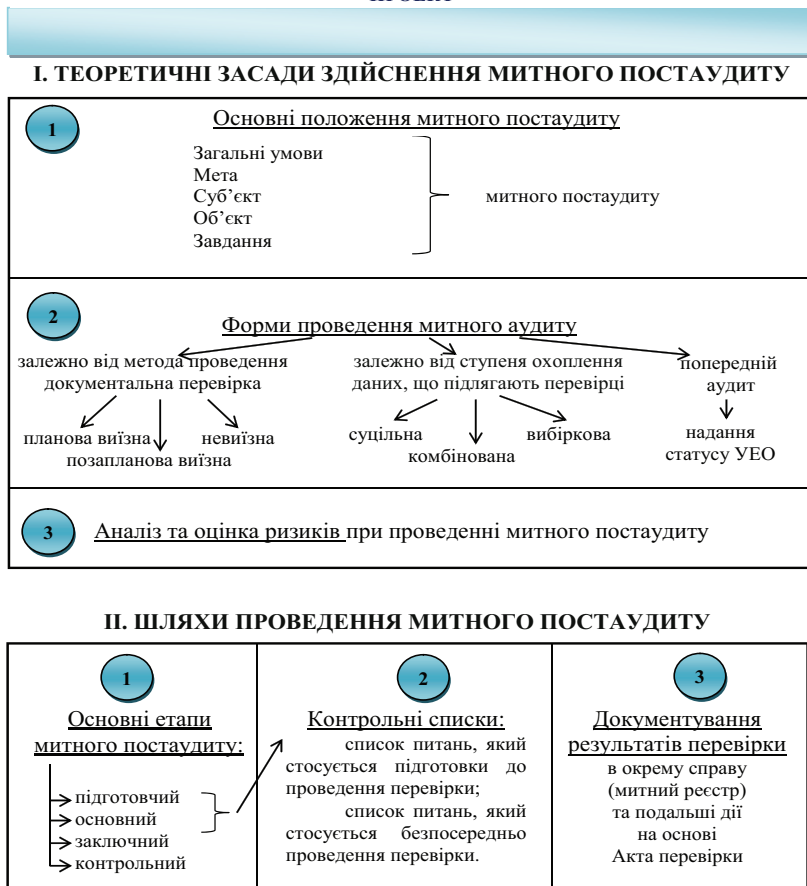 І. ТЕОРЕТИЧНІ ЗАСАДИ ЗДІЙСНЕННЯ МИТНОГО ПОСТАУДИТУ
1
Основні положення митного постаудиту
Загальні умови
Мета
Суб’єкт
Об’єкт
Завдання
митного постаудиту
2
Форми проведення митного аудиту
залежно від метода проведення
документальна перевірка
планова виїзна
невиїзна
позапланова виїзна
залежно від ступеня охоплення
даних, що підлягають перевірці
суцільна
вибіркова
комбінована
попередній
аудит
надання
статусу УЕО
3
Аналіз та оцінка ризиків при проведенні митного постаудиту
ІІ. ШЛЯХИ ПРОВЕДЕННЯ МИТНОГО ПОСТАУДИТУ
1
Основні етапи
митного постаудиту:
підготовчий
основний
заключний
контрольний
2
Контрольні списки:
список питань, який
стосується підготовки до
проведення перевірки;
список питань, який
стосується безпосередньо
проведення перевірки.
3
Документування
результатів перевірки
в окрему справу
(митний реєстр)
та подальші дії
на основі
Акта перевірки